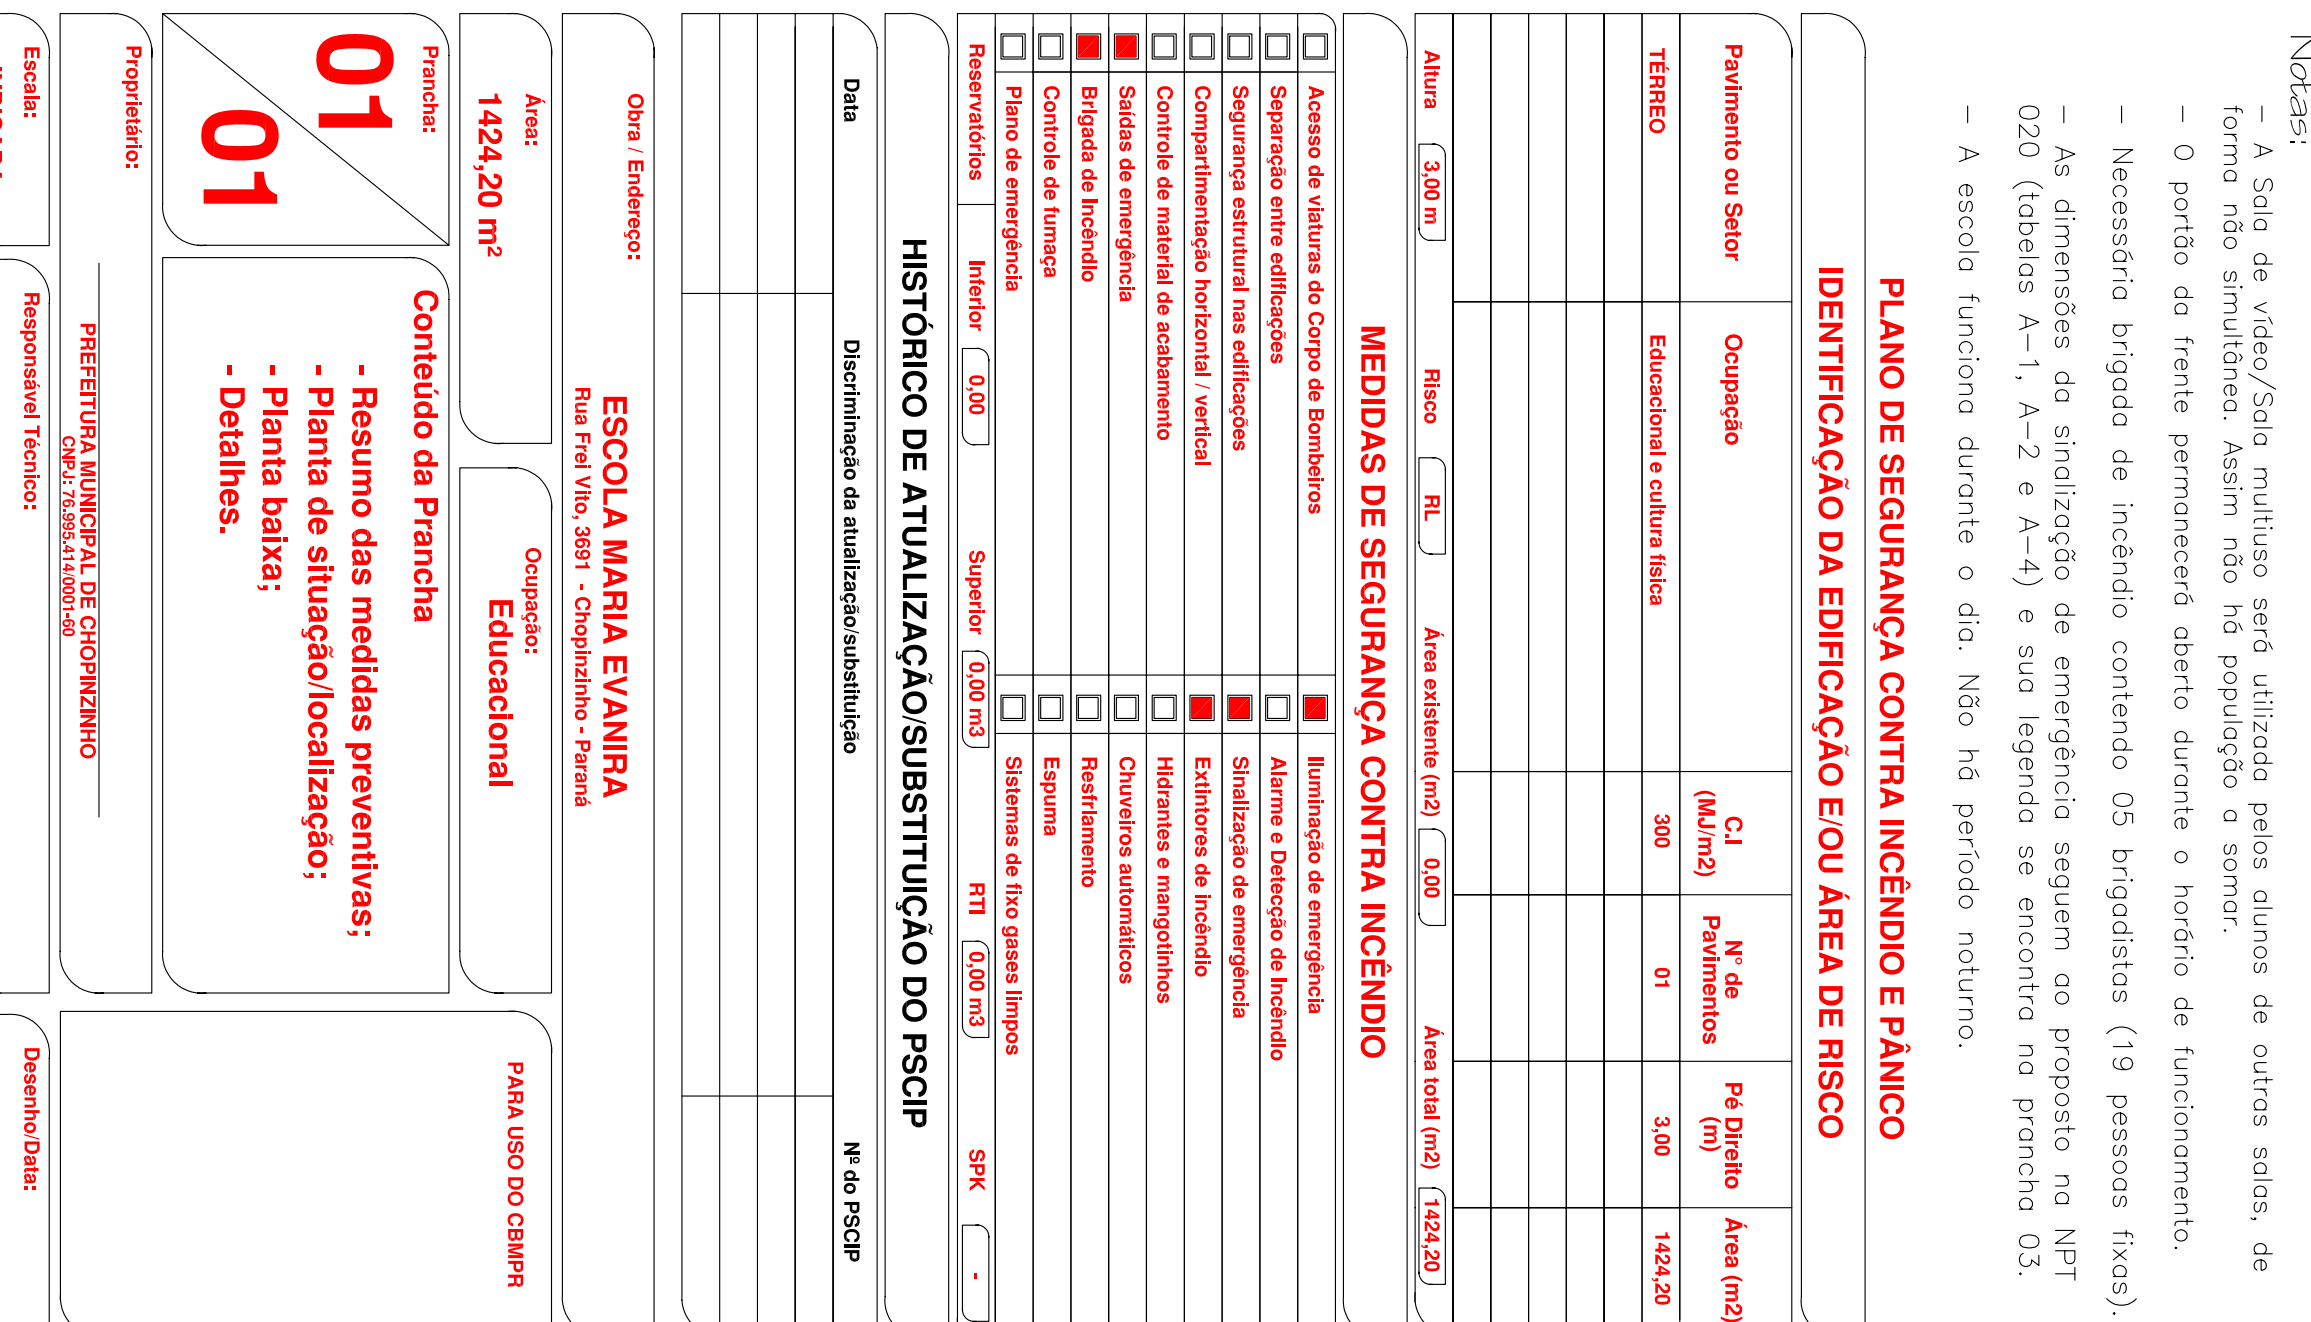 Notas:
- A Sala de vídeo/Sala multiuso será utilizada pelos alunos de outras salas, de
forma não simultânea. Assim não há população a somar.
- O portão da frente permanecerá aberto durante o horário de funcionamento.
- Necessária brigada de incêndio contendo 05 brigadistas (19 pessoas fixas).
- As dimensões da sinalização de emergência seguem ao proposto na NPT
020 (tabelas A-1, A-2 e A-4) e sua legenda se encontra na prancha 03.
- A escola funciona durante o dia. Não há período noturno.
PLANO DE SEGURANÇA CONTRA INCÊNDIO E PÂNICO
IDENTIFICAÇÃO DA EDIFICAÇÃO E/OU ÁREA DE RISCO
Pavimento ou Setor Ocupação C.I (MJ/m2) N° de Pavimentos Pé Direito (m) Área (m2)
TÉRREO Educacional e cultura física 300 01 3,00 1424,20
Altura 3,00 m Risco RL Área existente (m2) 0,00 Área total (m2) 1424,20
MEDIDAS DE SEGURANÇA CONTRA INCÊNDIO
Acesso de viaturas do Corpo de Bombeiros Iluminação de emergência
Separação entre edificações Alarme e Detecção de Incêndio
Segurança estrutural nas edificações Sinalização de emergência
Compartimentação horizontal / vertical Extintores de incêndio
Controle de material de acabamento Hidrantes e mangotinhos
Saídas de emergência Chuveiros automáticos
Brigada de Incêndio Resfriamento
Controle de fumaça Espuma
Plano de emergência Sistemas de fixo gases limpos
Reservatórios Inferior 0,00 Superior 0,00 m3 RTI 0,00 m3 SPK -
HISTÓRICO DE ATUALIZAÇÃO/SUBSTITUIÇÃO DO PSCIP
Data Discriminação da atualização/substituição Nº do PSCIP
Obra / Endereço:
ESCOLA MARIA EVANIRA
Rua Frei Vito, 3691 - Chopinzinho - Paraná
Área:
1424,20 m²
Ocupação:
Educacional
PARA USO DO CBMPR
Prancha:
01
01
Conteúdo da Prancha
- Resumo das medidas preventivas;
- Planta de situação/localização;
- Planta baixa;
- Detalhes.
Proprietário:
PREFEITURA MUNICIPAL DE CHOPINZINHO
CNPJ: 76.995.414/0001-60
Escala:
Responsável Técnico:
Desenho/Data: